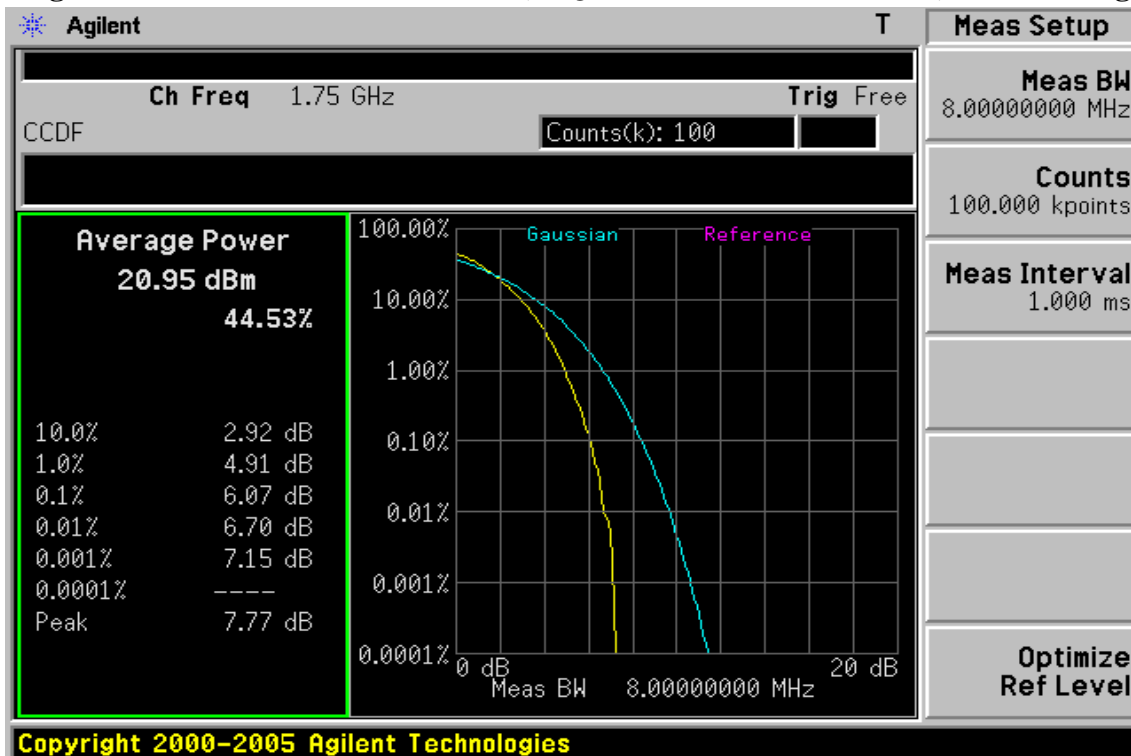 Agilent T
Meas Setup
Ch Freq 1.75 GHz Trig Free
CCDF
Counts(k): 100
Meas BW
8.00000000 MHz
Counts
100.000 kpoints
Meas Interval
1.000 ms
Optimize
Ref Level
Average Power
20.95 dBm
44.53%
10.0% 2.92 dB
1.0% 4.91 dB
0.1% 6.07 dB
0.01% 6.70 dB
0.001% 7.15 dB
0.0001% ----
Peak 7.77 dB
Gaussian Reference
100.00%
10.00%
1.00%
0.10%
0.01%
0.001%
0.0001%
0 dB 20 dB
Meas BW 8.00000000 MHz
Copyright 2000-2005 Agilent Technologies